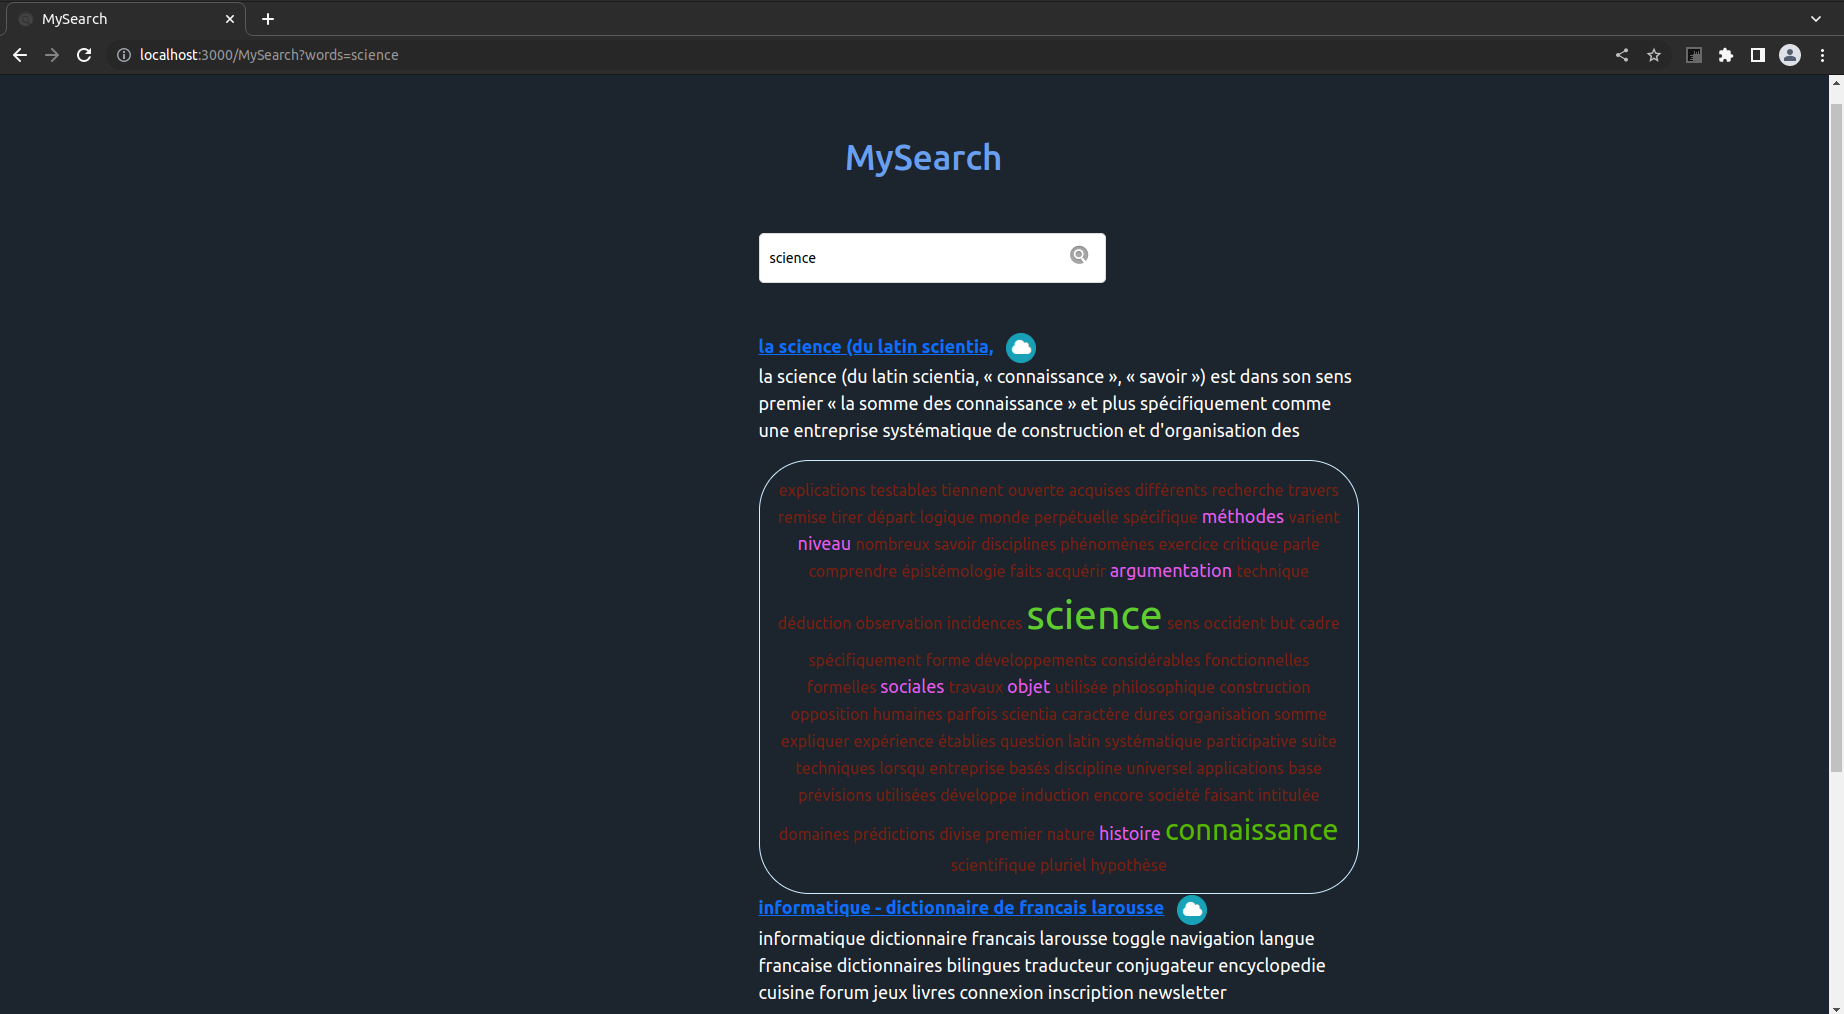 MySearch
localhost:3000/MySearch?words=science
MySearch
science
la science (du latin scientia,
la science (du latin scientia, « connaissance », « savoir ») est dans son sens
premier « la somme des connaissance » et plus spécifiquement comme
une entreprise systématique de construction et d'organisation des
explications testables tiennent ouverte acquises différents recherche travers
remise tirer départ logique monde perpétuelle spécifique méthodes varient
niveau nombreux savoir disciplines phénomènes exercice critique parle
comprendre épistémologie faits acquérir argumentation technique
déduction observation incidences science sens occident but cadre
spécifiquement forme développements considérables fonctionnelles
formelles sociales travaux objet utilisée philosophique construction
opposition humaines parfois scientia caractère dures organisation somme
expliquer expérience établies question latin systématique participative suite
techniques lorsqu entreprise basés discipline universel applications base
prévisions utilisées développe induction encore société faisant intitulée
domaines prédictions divise premier nature histoire connaissance
scientifique pluriel hypothèse
informatique - dictionnaire de francais larousse
informatique dictionnaire francais larousse toggle navigation langue
francaise dictionnaires bilingues traducteur conjugateur encyclopedie
cuisine forum jeux livres connexion inscription newsletter